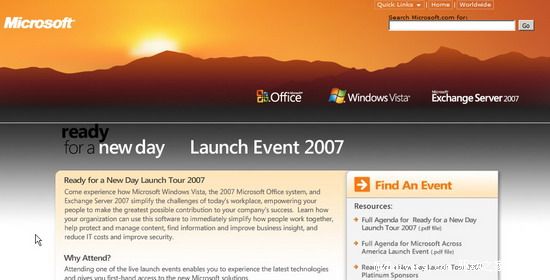 Quick Links | Home | Worldwide
Microsoft
Search Microsoft.com for:
Go
Microsoft
Office
Windows Vista
Microsoft
Exchange Server 2007
ready
for a new day
Launch Event 2007
Ready for a New Day Launch Tour 2007
Come experience how Microsoft Windows Vista, the 2007 Microsoft Office system, and
Exchange Server 2007 simplify the challenges of today's workplace, empowering your
people to make the greatest possible contribution to your company's success. Learn how
your organization can use this software to immediately simplify how people work together,
help protect and manage content, find information and improve business insight, and
reduce IT costs and improve security.
Why Attend?
Attending one of the live launch events enables you to experience the latest technologies
and gives you first-hand access to the new Microsoft solutions.
Find An Event
Resources:
Full Agenda for Ready for a New Day
Launch Tour 2007 (.pdf file)
Full Agenda for Microsoft Across
America Launch Event (.pdf file)
Ready for a New Day Launch Tour 2007
Platinum Sponsors